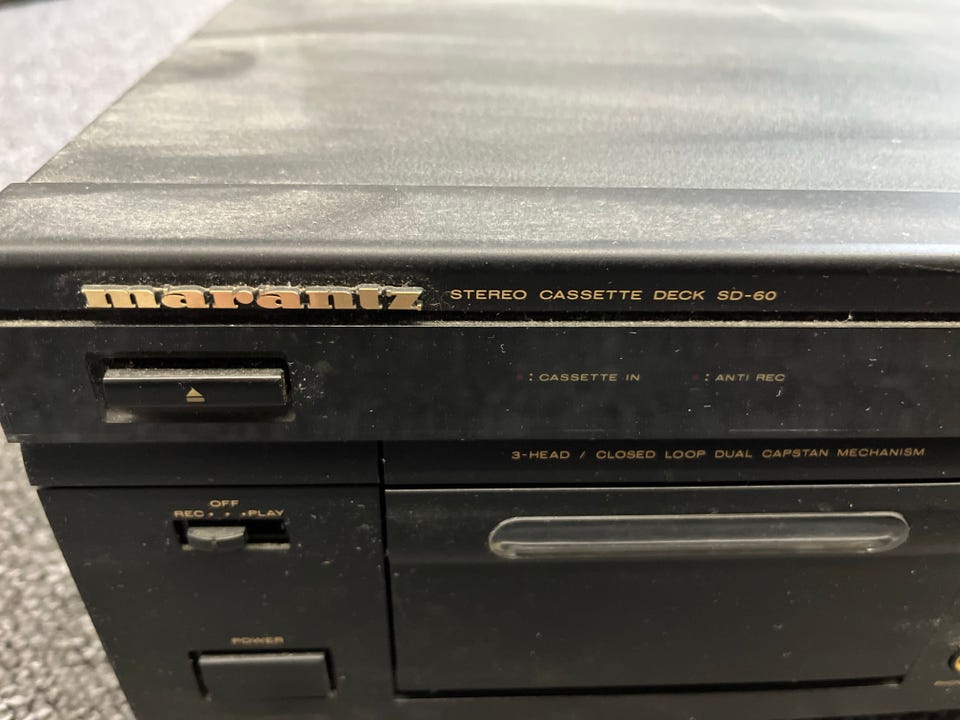 marantz STEREO CASSETTE DECK SD-60
: CASSETTE IN : ANTI REC
3-HEAD / CLOSED LOOP DUAL CAPSTAN MECHANISM
OFF
REC • • • PLAY
POWER